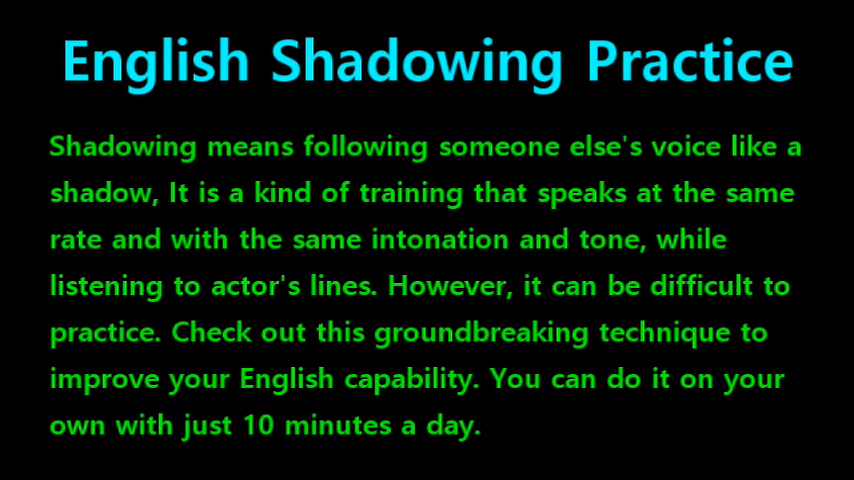 English Shadowing Practice
Shadowing means following someone else's voice like a
shadow, It is a kind of training that speaks at the same
rate and with the same intonation and tone, while
listening to actor's lines. However, it can be difficult to
practice. Check out this groundbreaking technique to
improve your English capability. You can do it on your
own with just 10 minutes a day.